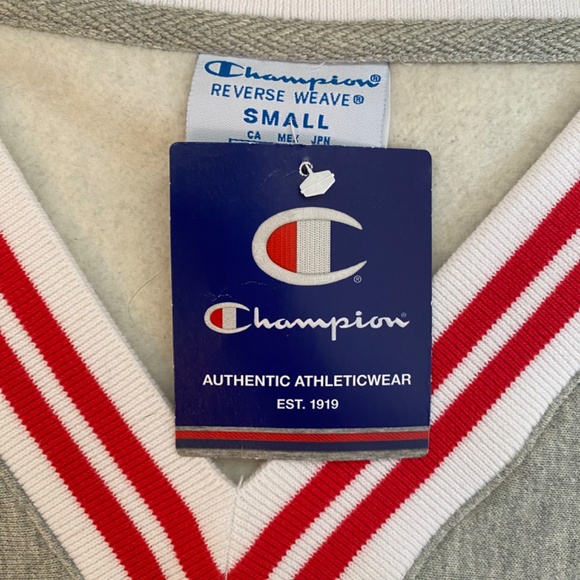 Champion®
REVERSE WEAVE®
SMALL
CA MEX JPN
®
Champion
AUTHENTIC ATHLETICWEAR
EST. 1919